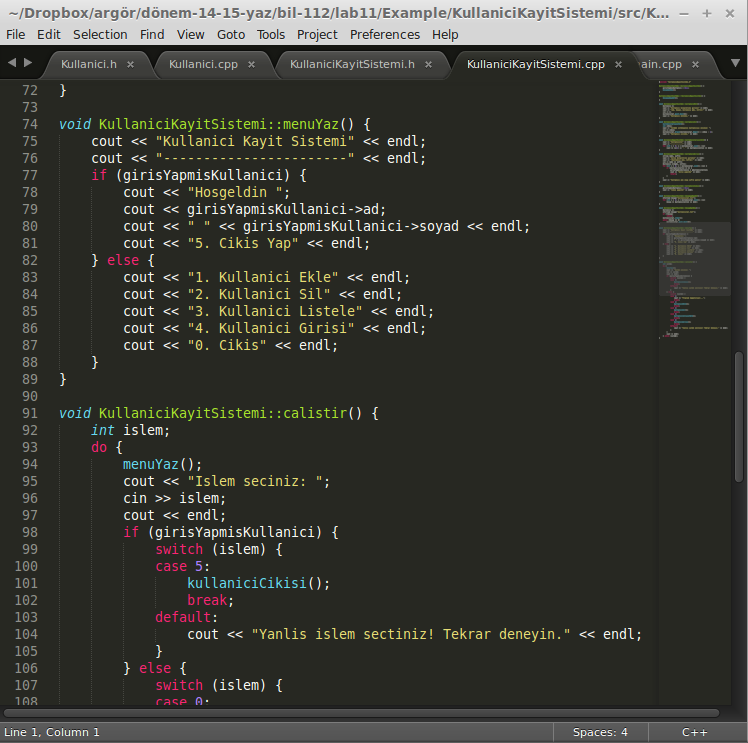 ~/Dropbox/argör/dönem-14-15-yaz/bil-112/lab11/Example/KullaniciKayitSistemi/src/K...
File Edit Selection Find View Goto Tools Project Preferences Help
Kullanici.h × Kullanici.cpp × KullaniciKayitSistemi.h × KullaniciKayitSistemi.cpp × ain.cpp ×
72 }
73
74 void KullaniciKayitSistemi::menuYaz() {
75     cout << "Kullanici Kayit Sistemi" << endl;
76     cout << "-----------------------" << endl;
77     if (girisYapmisKullanici) {
78         cout << "Hosgeldin ";
79         cout << girisYapmisKullanici->ad;
80         cout << " " << girisYapmisKullanici->soyad << endl;
81         cout << "5. Cikis Yap" << endl;
82     } else {
83         cout << "1. Kullanici Ekle" << endl;
84         cout << "2. Kullanici Sil" << endl;
85         cout << "3. Kullanici Listele" << endl;
86         cout << "4. Kullanici Girisi" << endl;
87         cout << "0. Cikis" << endl;
88     }
89 }
90
91 void KullaniciKayitSistemi::calistir() {
92     int islem;
93     do {
94         menuYaz();
95         cout << "Islem seciniz: ";
96         cin >> islem;
97         cout << endl;
98         if (girisYapmisKullanici) {
99             switch (islem) {
100             case 5:
101                 kullaniciCikisi();
102                 break;
103             default:
104                 cout << "Yanlis islem sectiniz! Tekrar deneyin." << endl;
105             }
106         } else {
107             switch (islem) {
108             case 0:
Line 1, Column 1 Spaces: 4 C++